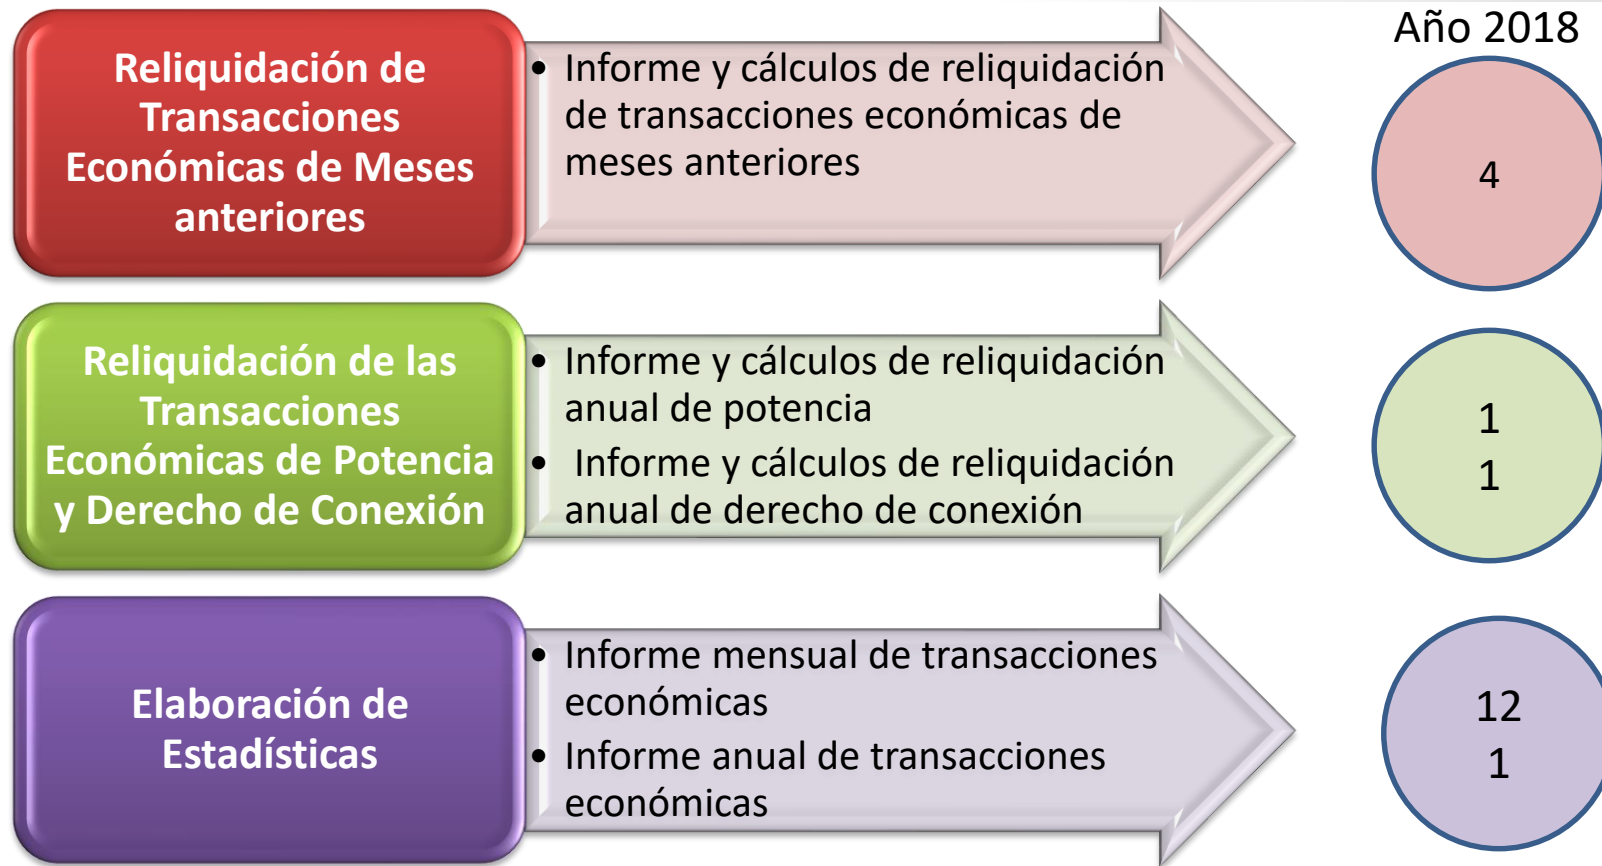 Año 2018
Reliquidación de
Transacciones
Económicas de Meses
anteriores
• Informe y cálculos de reliquidación
de transacciones económicas de
meses anteriores
4
Reliquidación de las
Transacciones
Económicas de Potencia
y Derecho de Conexión
• Informe y cálculos de reliquidación
anual de potencia
• Informe y cálculos de reliquidación
anual de derecho de conexión
1
1
Elaboración de
Estadísticas
• Informe mensual de transacciones
económicas
• Informe anual de transacciones
económicas
12
1